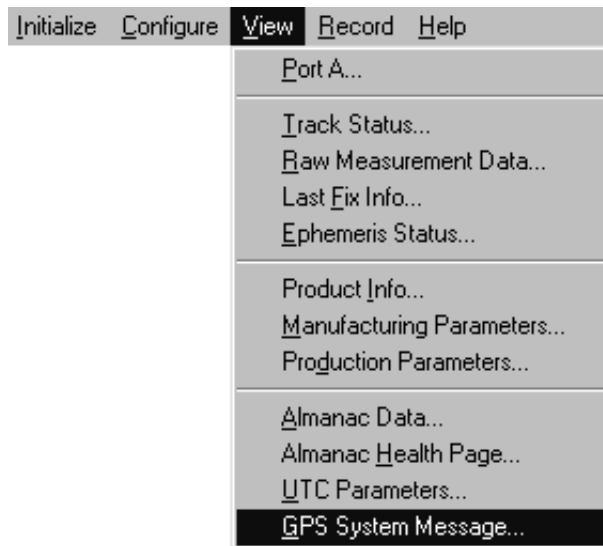 Initialize Configure View Record Help
Port A...
Track Status...
Raw Measurement Data...
Last Fix Info...
Ephemeris Status...
Product Info...
Manufacturing Parameters...
Production Parameters...
Almanac Data...
Almanac Health Page...
UTC Parameters...
GPS System Message...